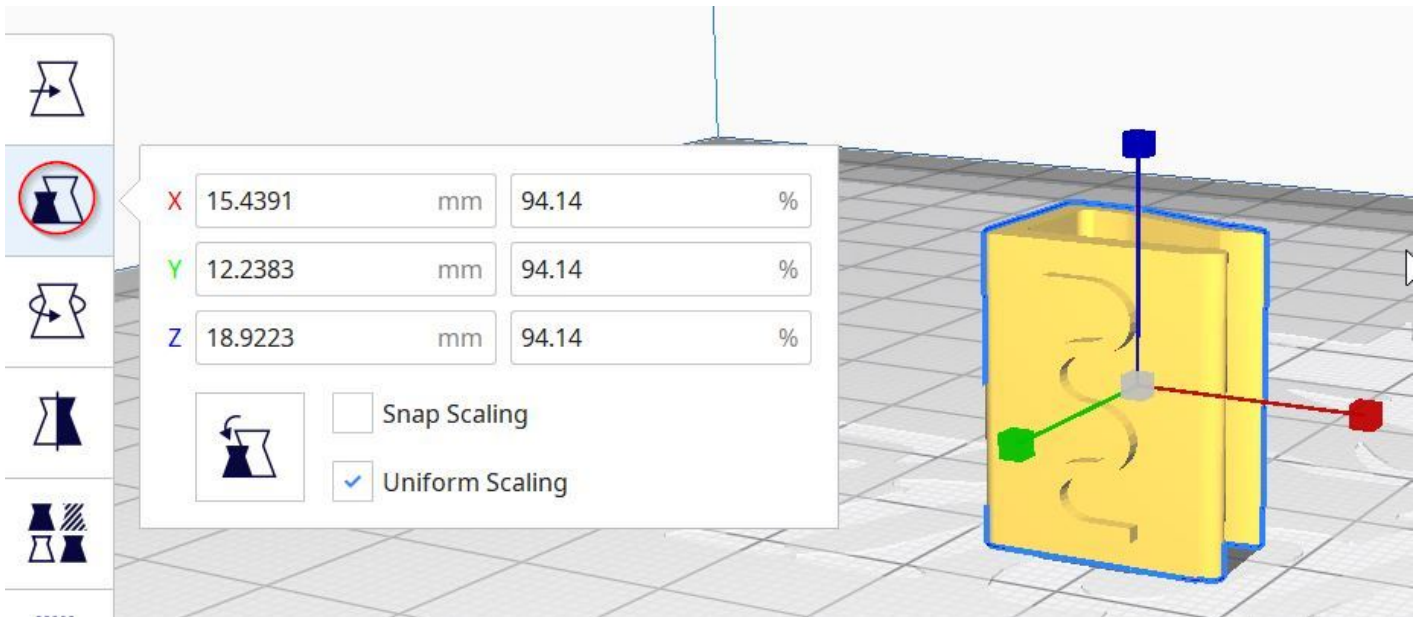 X 15.4391 mm 94.14 %
Y 12.2383 mm 94.14 %
Z 18.9223 mm 94.14 %
Snap Scaling
Uniform Scaling